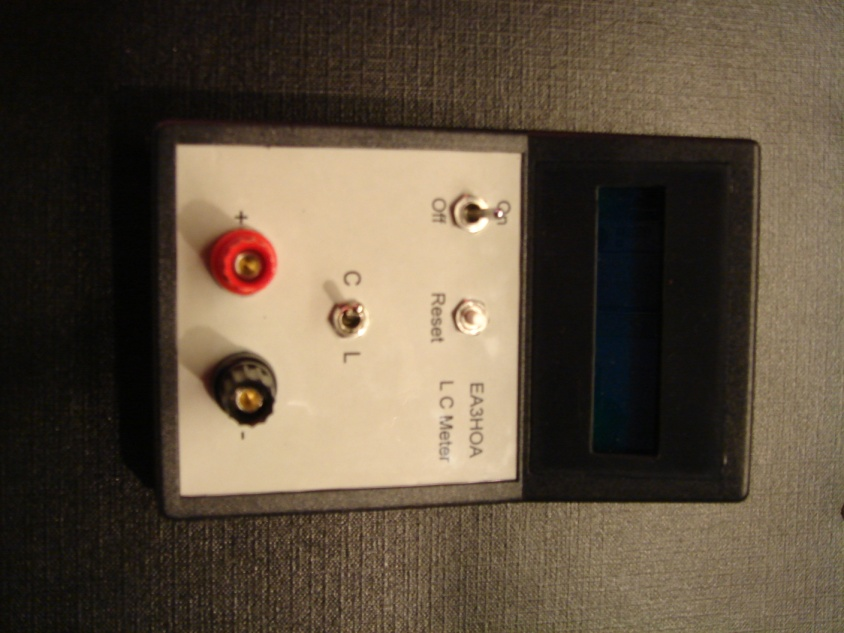 On
Off
Reset
EA3HOA
L C Meter
C
L
+
-